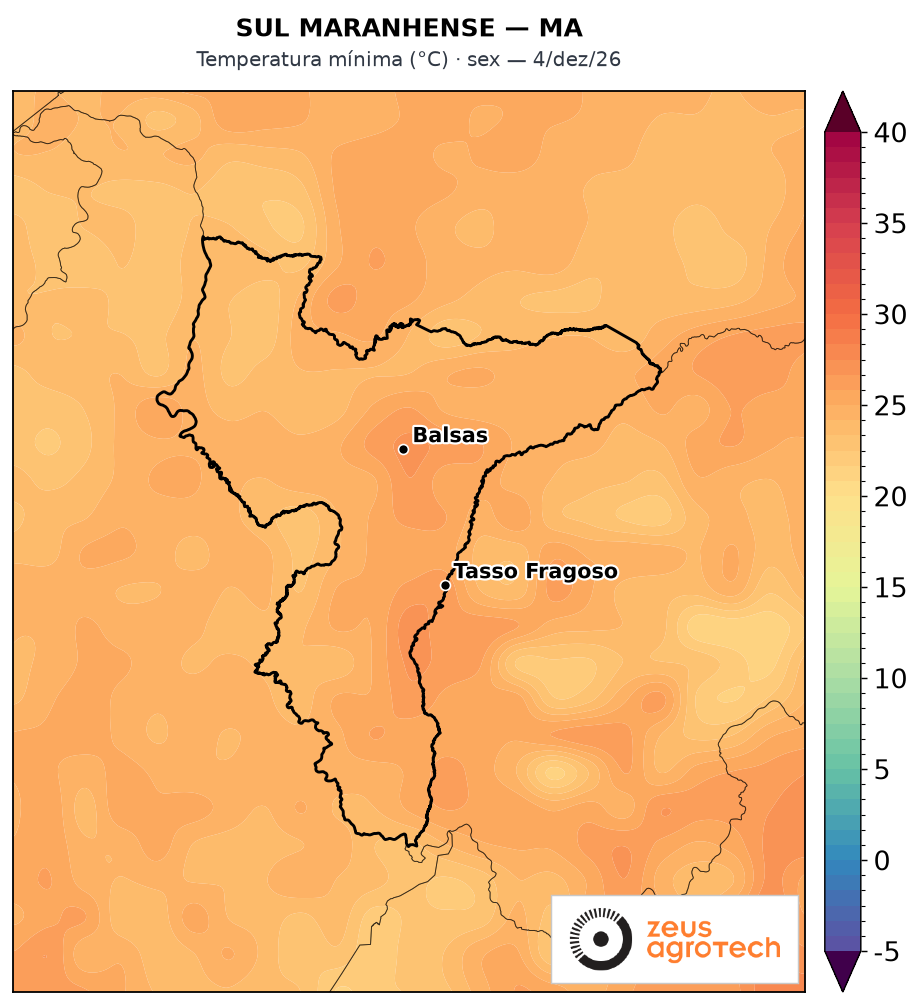 SUL MARANHENSE — MA
Temperatura mínima (°C) · sex — 4/dez/26
40
35
30
25
20
15
10
5
0
-5
Balsas
Tasso Fragoso
zeus
agrotech